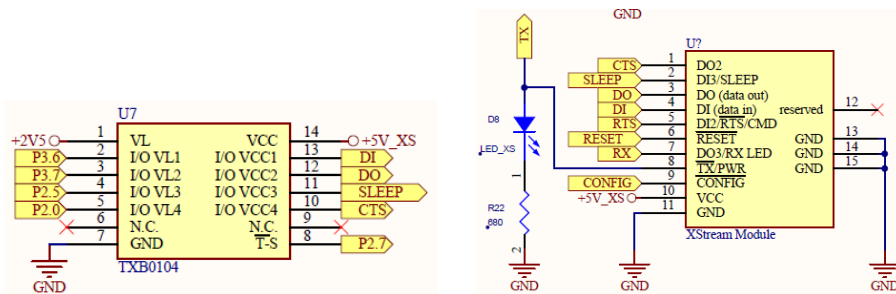 U7
+2V5 1 VL VCC 14 +5V_XS
P3.6 2 I/O VL1 I/O VCC1 13 DI
P3.7 3 I/O VL2 I/O VCC2 12 DO
P2.5 4 I/O VL3 I/O VCC3 11 SLEEP
P2.0 5 I/O VL4 I/O VCC4 10 CTS
6 N.C. N.C. 9
7 GND T-S 8 P2.7
GND
TXB0104
GND
TX
U?
CTS 1 DO2
SLEEP 2 DI3/SLEEP
DO 3 DO (data out)
DI 4 DI (data in) reserved 12
RTS 5 DI2/RTS/CMD
RESET 6 RESET GND 13
RX 7 DO3/RX LED GND 14
8 TX/PWR GND 15
CONFIG 9 CONFIG
+5V_XS 10 VCC
11 GND
XStream Module
D8
LED_XS
1
R22
680
2
GND
GND
GND